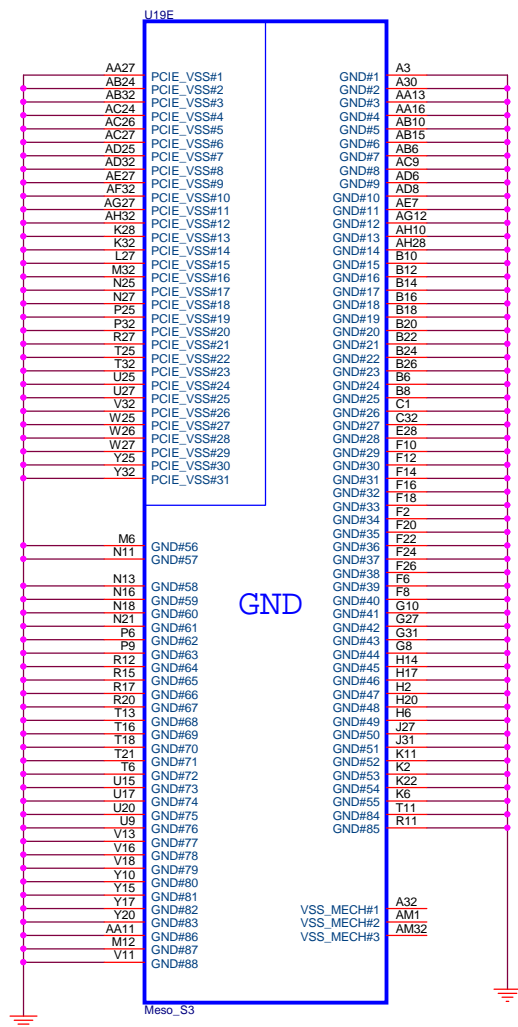 U19E
AA27 PCIE_VSS#1
AB24 PCIE_VSS#2
AB32 PCIE_VSS#3
AC24 PCIE_VSS#4
AC26 PCIE_VSS#5
AC27 PCIE_VSS#6
AD25 PCIE_VSS#7
AD32 PCIE_VSS#8
AE27 PCIE_VSS#9
AF32 PCIE_VSS#10
AG27 PCIE_VSS#11
AH32 PCIE_VSS#12
K28 PCIE_VSS#13
K32 PCIE_VSS#14
L27 PCIE_VSS#15
M32 PCIE_VSS#16
N25 PCIE_VSS#17
N27 PCIE_VSS#18
P25 PCIE_VSS#19
P32 PCIE_VSS#20
R27 PCIE_VSS#21
T25 PCIE_VSS#22
T32 PCIE_VSS#23
U25 PCIE_VSS#24
U27 PCIE_VSS#25
V32 PCIE_VSS#26
W25 PCIE_VSS#27
W26 PCIE_VSS#28
W27 PCIE_VSS#29
Y25 PCIE_VSS#30
Y32 PCIE_VSS#31
M6 GND#56
N11 GND#57
N13 GND#58
N16 GND#59
N18 GND#60
N21 GND#61
P6 GND#62
P9 GND#63
R12 GND#64
R15 GND#65
R17 GND#66
R20 GND#67
T13 GND#68
T16 GND#69
T18 GND#70
T21 GND#71
T6 GND#72
U15 GND#73
U17 GND#74
U20 GND#75
U9 GND#76
V13 GND#77
V16 GND#78
V18 GND#79
Y10 GND#80
Y15 GND#81
Y17 GND#82
Y20 GND#83
AA11 GND#86
M12 GND#87
V11 GND#88
GND
GND#1 A3
GND#2 A30
GND#3 AA13
GND#4 AA16
GND#5 AB10
GND#6 AB15
GND#7 AB6
GND#8 AC9
GND#9 AD6
GND#10 AD8
GND#11 AE7
GND#12 AG12
GND#13 AH10
GND#14 AH28
GND#15 B10
GND#16 B12
GND#17 B14
GND#18 B16
GND#19 B18
GND#20 B20
GND#21 B22
GND#22 B24
GND#23 B26
GND#24 B6
GND#25 B8
GND#26 C1
GND#27 C32
GND#28 E28
GND#29 F10
GND#30 F12
GND#31 F14
GND#32 F16
GND#33 F18
GND#34 F2
GND#35 F20
GND#36 F22
GND#37 F24
GND#38 F26
GND#39 F6
GND#40 F8
GND#41 G10
GND#42 G27
GND#43 G31
GND#44 G8
GND#45 H14
GND#46 H17
GND#47 H2
GND#48 H20
GND#49 H6
GND#50 J27
GND#51 J31
GND#52 K11
GND#53 K2
GND#54 K22
GND#55 K6
GND#84 T11
GND#85 R11
VSS_MECH#1 A32
VSS_MECH#2 AM1
VSS_MECH#3 AM32
Meso_S3